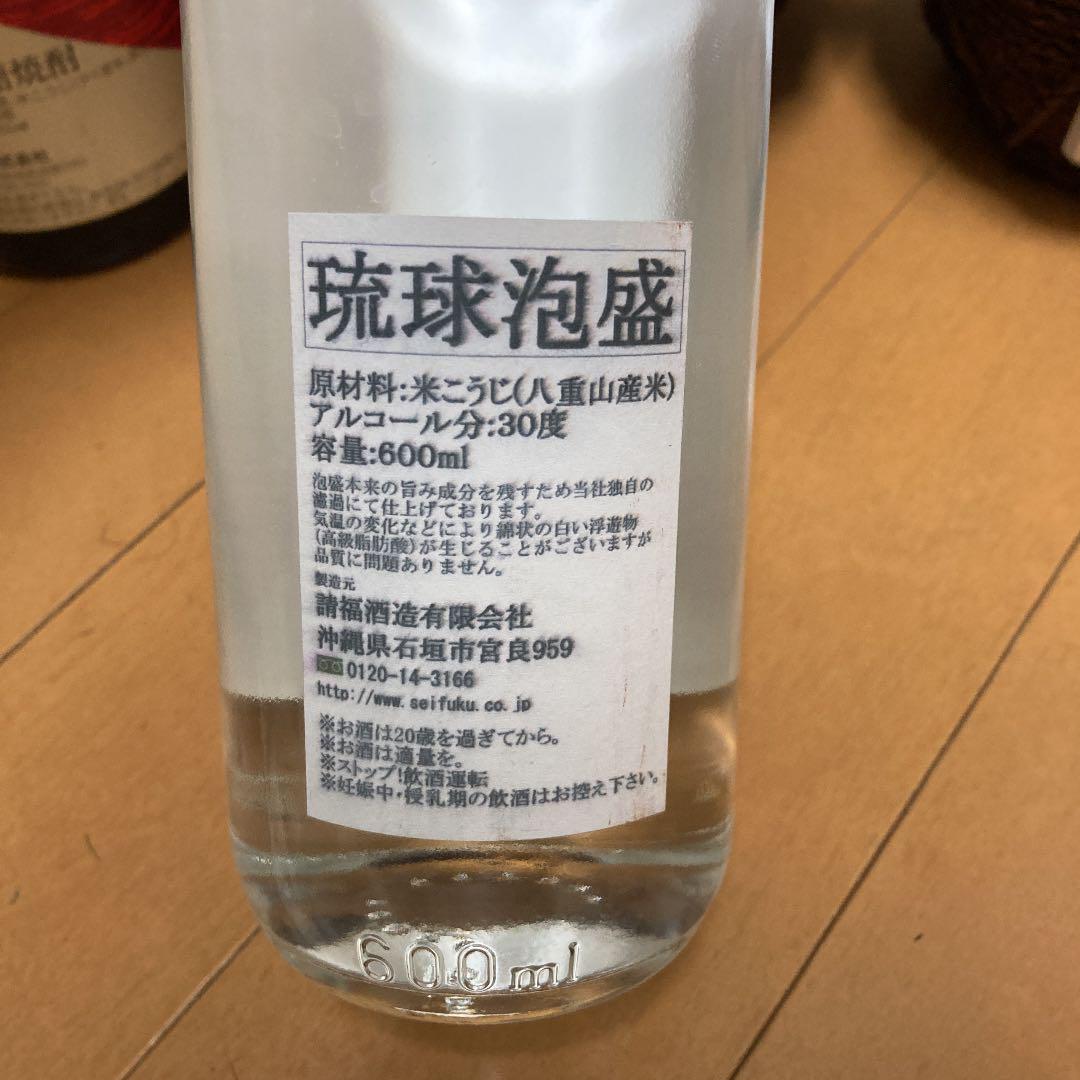 焼酎
琉球泡盛
原材料:米こうじ(八重山産米)
アルコール分:30度
容量:600ml
泡盛本来の旨み成分を残すため当社独自の
濾過にて仕上げております。
気温の変化などにより綿状の白い浮遊物
(高級脂肪酸)が生じることがございますが
品質に問題ありません。
製造元
請福酒造有限会社
沖縄県石垣市宮良959
0120-14-3166
http://www.seifuku.co.jp
※お酒は20歳を過ぎてから。
※お酒は適量を。
※ストップ!飲酒運転
※妊娠中・授乳期の飲酒はお控え下さい。
600ml